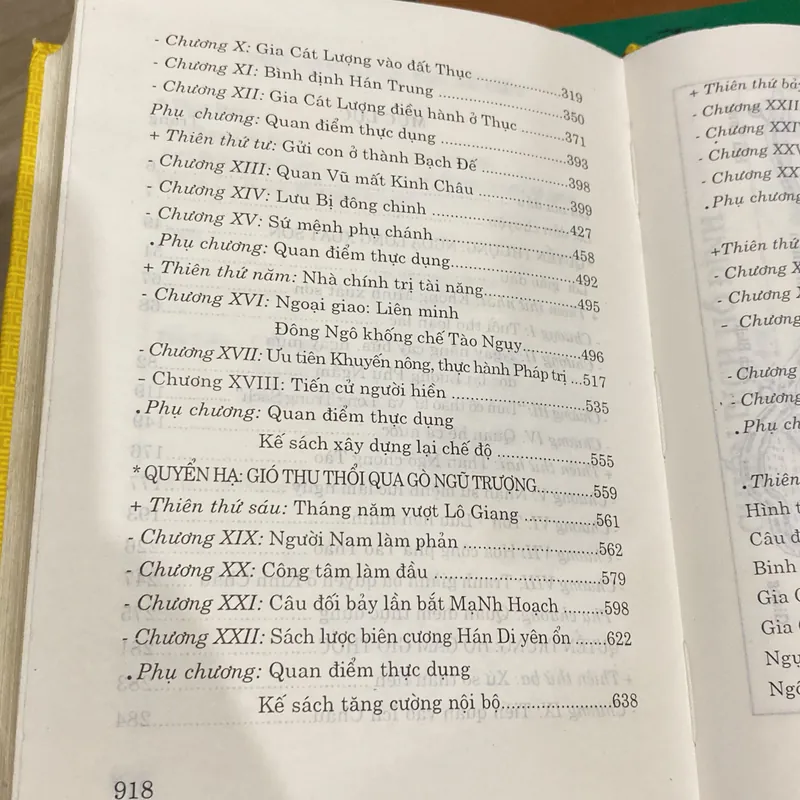 - Chương X: Gia Cát Lượng vào đất Thục ......................319
- Chương XI: Bình định Hán Trung ..........................350
- Chương XII: Gia Cát Lượng điều hành ở Thục ..........371
Phụ chương: Quan điểm thực dụng ........................393
+ Thiên thứ tư: Gửi con ở thành Bạch Đế ................398
- Chương XIII: Quan Vũ mất Kinh Châu ..................399
- Chương XIV: Lưu Bị đông chinh ..........................427
- Chương XV: Sứ mệnh phụ chánh ........................458
. Phụ chương: Quan điểm thực dụng......................492
+ Thiên thứ năm: Nhà chính trị tài năng.................495
- Chương XVI: Ngoại giao: Liên minh
Đông Ngô khống chế Tào Ngụy.............496
- Chương XVII: Ưu tiên Khuyến nông, thực hành Pháp trị ...517
- Chương XVIII: Tiến cử người hiền ......................535
. Phụ chương: Quan điểm thực dụng
Kế sách xây dựng lại chế độ ...............555
* QUYỂN HẠ: GIÓ THU THỔI QUA GÒ NGŨ TRƯỢNG..........559
+ Thiên thứ sáu: Tháng năm vượt Lô Giang .............561
- Chương XIX: Người Nam làm phản ......................562
- Chương XX: Công tâm làm đầu ..........................579
- Chương XXI: Câu đối bảy lần bắt MạNh Hoạch ........598
- Chương XXII: Sách lược biên cương Hán Di yên ổn ......622
. Phụ chương: Quan điểm thực dụng
Kế sách tăng cường nội bộ....................638
918
+ Thiên thứ bảy
- Chương XXII
- Chương
- Chương
- Chương
. Phụ chương
+Thiên thứ
- Chương
- Chương
- Chương
- Chương
- Chương
. Phụ
. Thiên
Hình
Câu
Binh
Gia
Gia